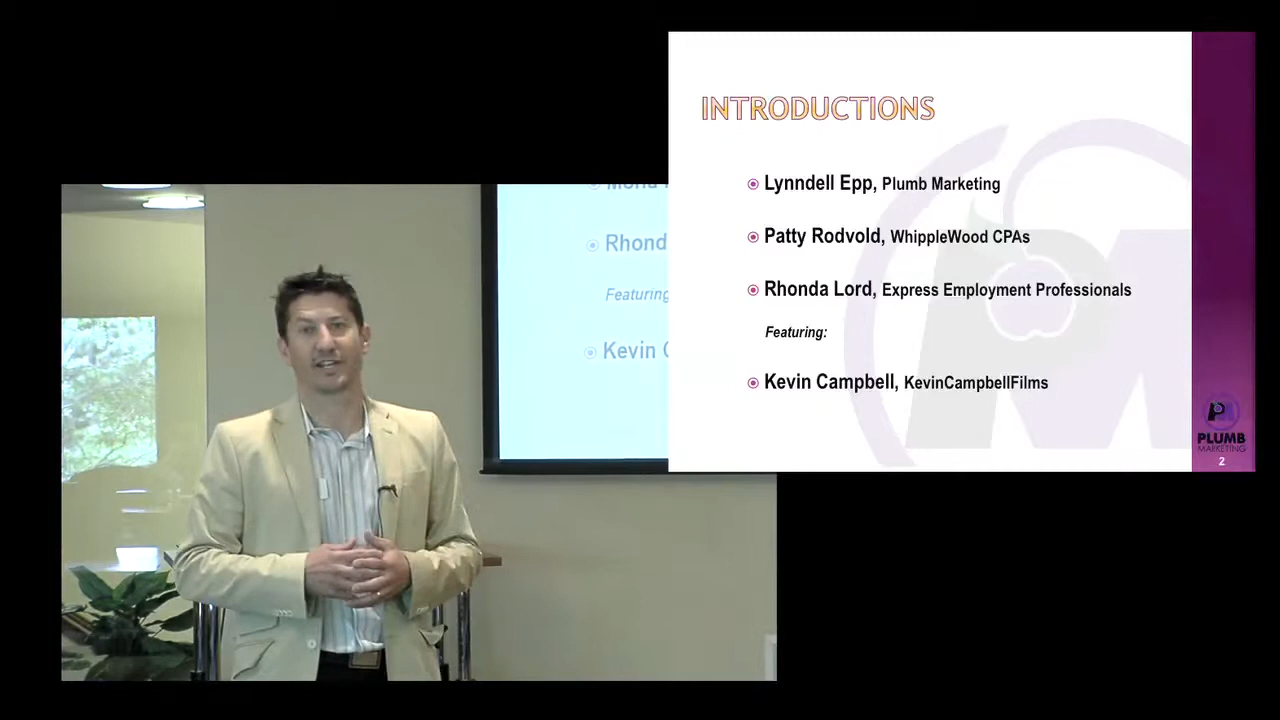 INTRODUCTIONS
Lynndell Epp, Plumb Marketing
Patty Rodvold, WhippleWood CPAs
Rhonda Lord, Express Employment Professionals
Featuring:
Kevin Campbell, KevinCampbellFilms
PM
PLUMB
MARKETING
2
Rhond
Featuring
Kevin C